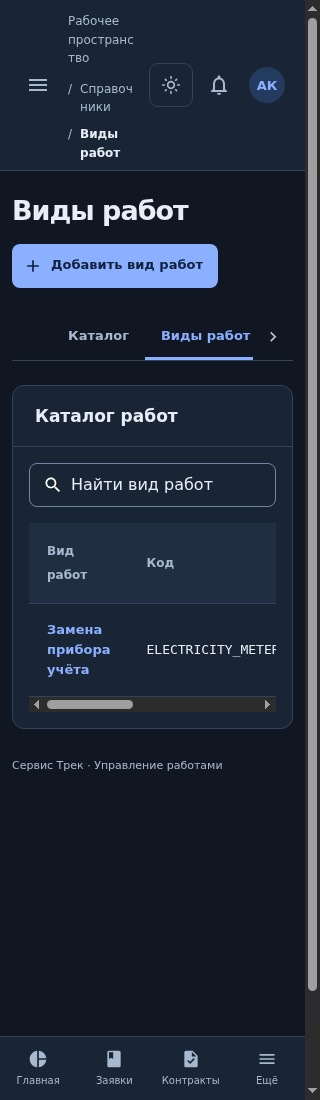 Рабочее
пространс
тво
/ Справоч
ники
/ Виды
работ
АК
Виды работ
+ Добавить вид работ
Каталог
Виды работ
Каталог работ
Найти вид работ
Вид
работ
Код
Замена
прибора
учёта
ELECTRICITY_METER
Сервис Трек · Управление работами
Главная
Заявки
Контракты
Ещё